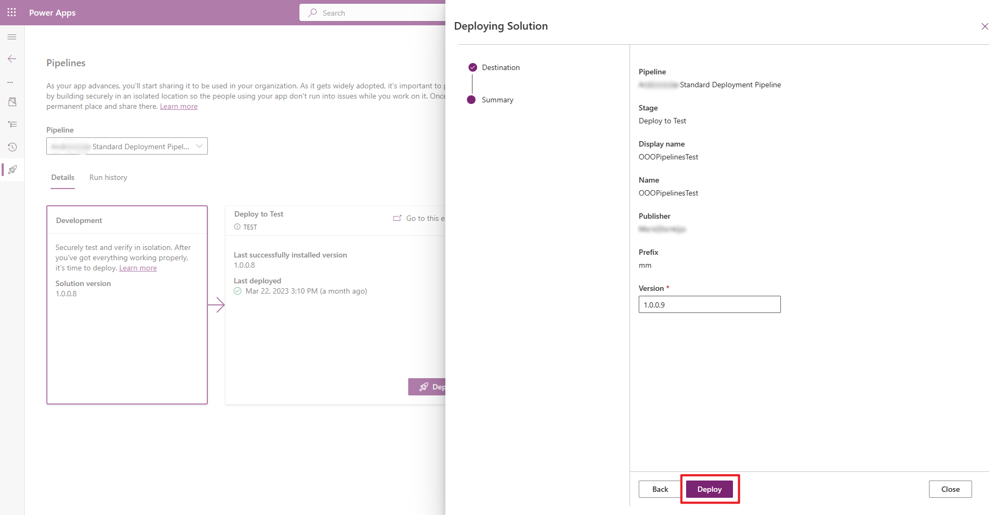 Power Apps
Search
Pipelines
As your app advances, you'll start sharing it to be used in your organization. As it gets widely adopted, it's important to p
by building securely in an isolated location so the people using your app don't run into issues while you work on it. Once
permanent place and share there. Learn more
Pipeline
Standard Deployment Pipel...
Details
Run history
Development
Securely test and verify in isolation. After
you've got everything working properly,
it's time to deploy. Learn more
Solution version
1.0.0.8
Deploy to Test
TEST
Go to this e
Last successfully installed version
1.0.0.8
Last deployed
Mar 22, 2023 3:10 PM (a month ago)
Dep
Deploying Solution
Destination
Summary
Pipeline
Standard Deployment Pipeline
Stage
Deploy to Test
Display name
OOOPipelinesTest
Name
OOOPipelinesTest
Publisher
Prefix
mm
Version *
1.0.0.9
Back
Deploy
Close